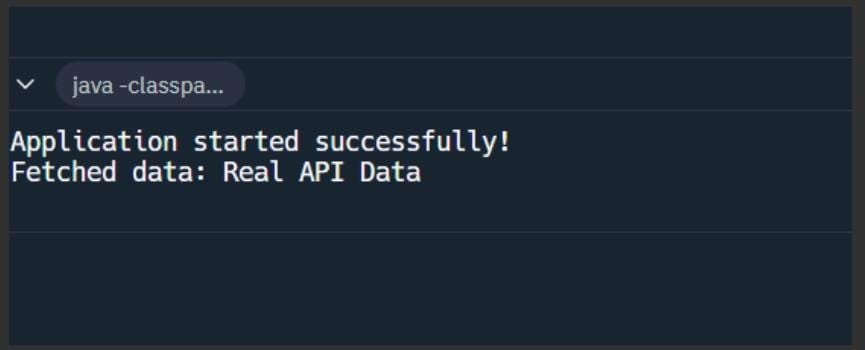 java -classpa...
Application started successfully!
Fetched data: Real API Data